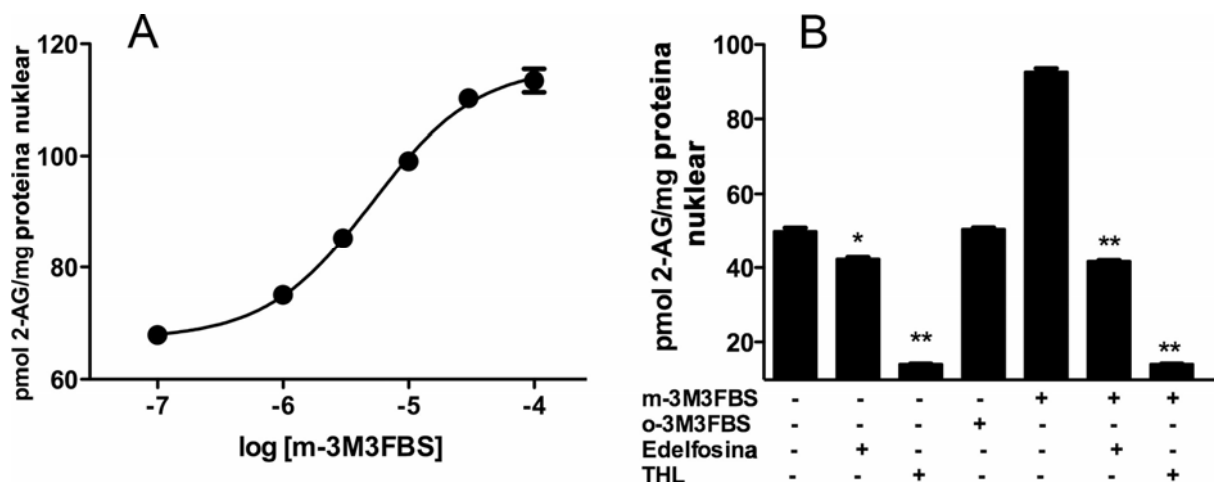 A
pmol 2-AG/mg proteina nuklear
120
100
80
60
-7 -6 -5 -4
log [m-3M3FBS]
B
pmol 2-AG/mg proteina
nuklear
100
80
60
40
20
* ** ** **
m-3M3FBS - - - - + + +
o-3M3FBS - - - + - - -
Edelfosina - + - - - + -
THL - - + - - - +